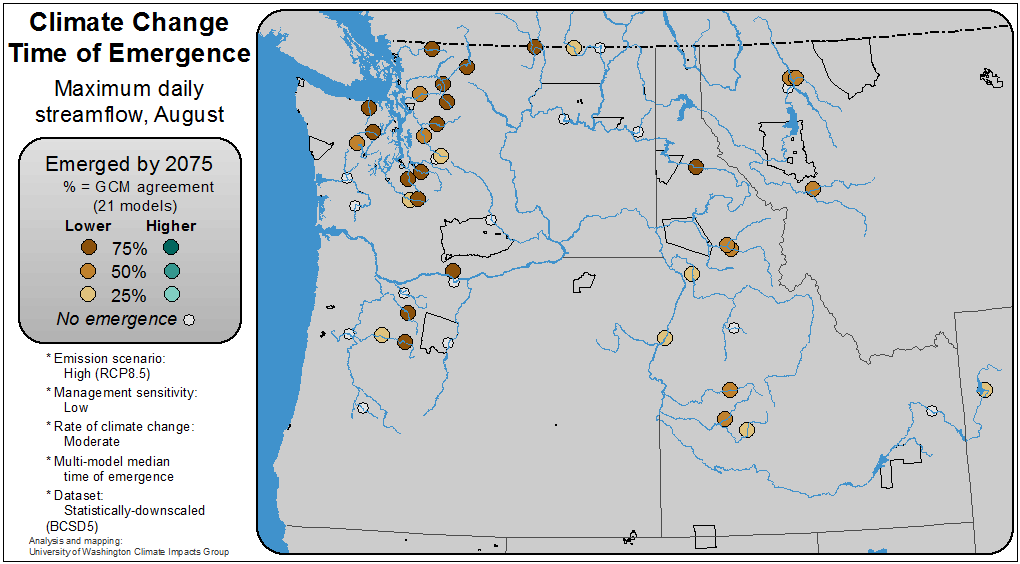 Climate Change
Time of Emergence
Maximum daily
streamflow, August
Emerged by 2075
% = GCM agreement
(21 models)
Lower Higher
75%
50%
25%
No emergence
* Emission scenario:
High (RCP8.5)
* Management sensitivity:
Low
* Rate of climate change:
Moderate
* Multi-model median
time of emergence
* Dataset:
Statistically-downscaled
(BCSD5)
Analysis and mapping:
University of Washington Climate Impacts Group